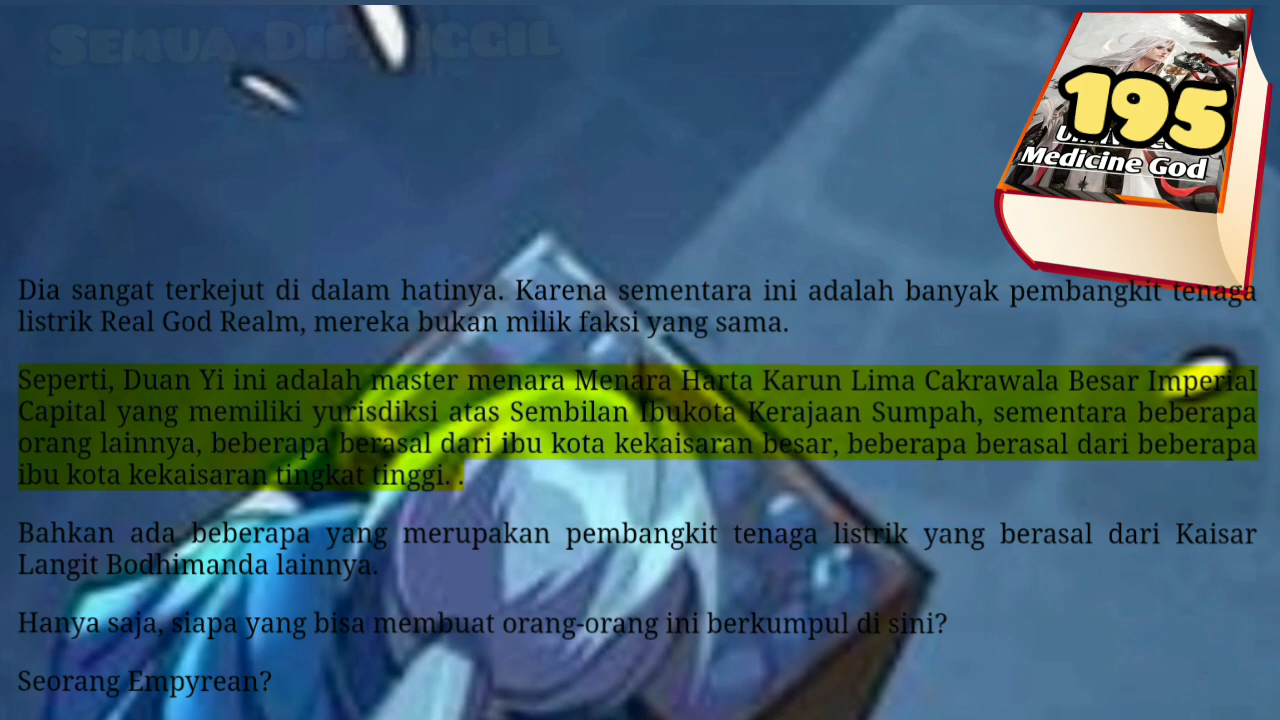 SEMUA DIPANGGIL
195
Medicine God
Dia sangat terkejut di dalam hatinya. Karena sementara ini adalah banyak pembangkit tenaga
listrik Real God Realm, mereka bukan milik faksi yang sama.
Seperti, Duan Yi ini adalah master menara Menara Harta Karun Lima Cakrawala Besar Imperial
Capital yang memiliki yurisdiksi atas Sembilan Ibukota Kerajaan Sumpah, sementara beberapa
orang lainnya, beberapa berasal dari ibu kota kekaisaran besar, beberapa berasal dari beberapa
ibu kota kekaisaran tingkat tinggi. .
Bahkan ada beberapa yang merupakan pembangkit tenaga listrik yang berasal dari Kaisar
Langit Bodhimanda lainnya.
Hanya saja, siapa yang bisa membuat orang-orang ini berkumpul di sini?
Seorang Empyrean?